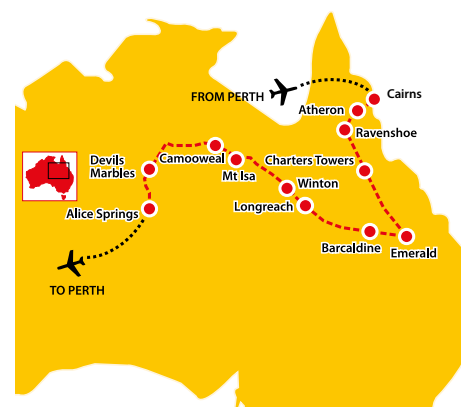 Cairns
FROM PERTH
Atheron
Ravenshoe
Devils
Marbles
Camooweal
Mt Isa
Charters Towers
Winton
Longreach
Alice Springs
Barcaldine
Emerald
TO PERTH